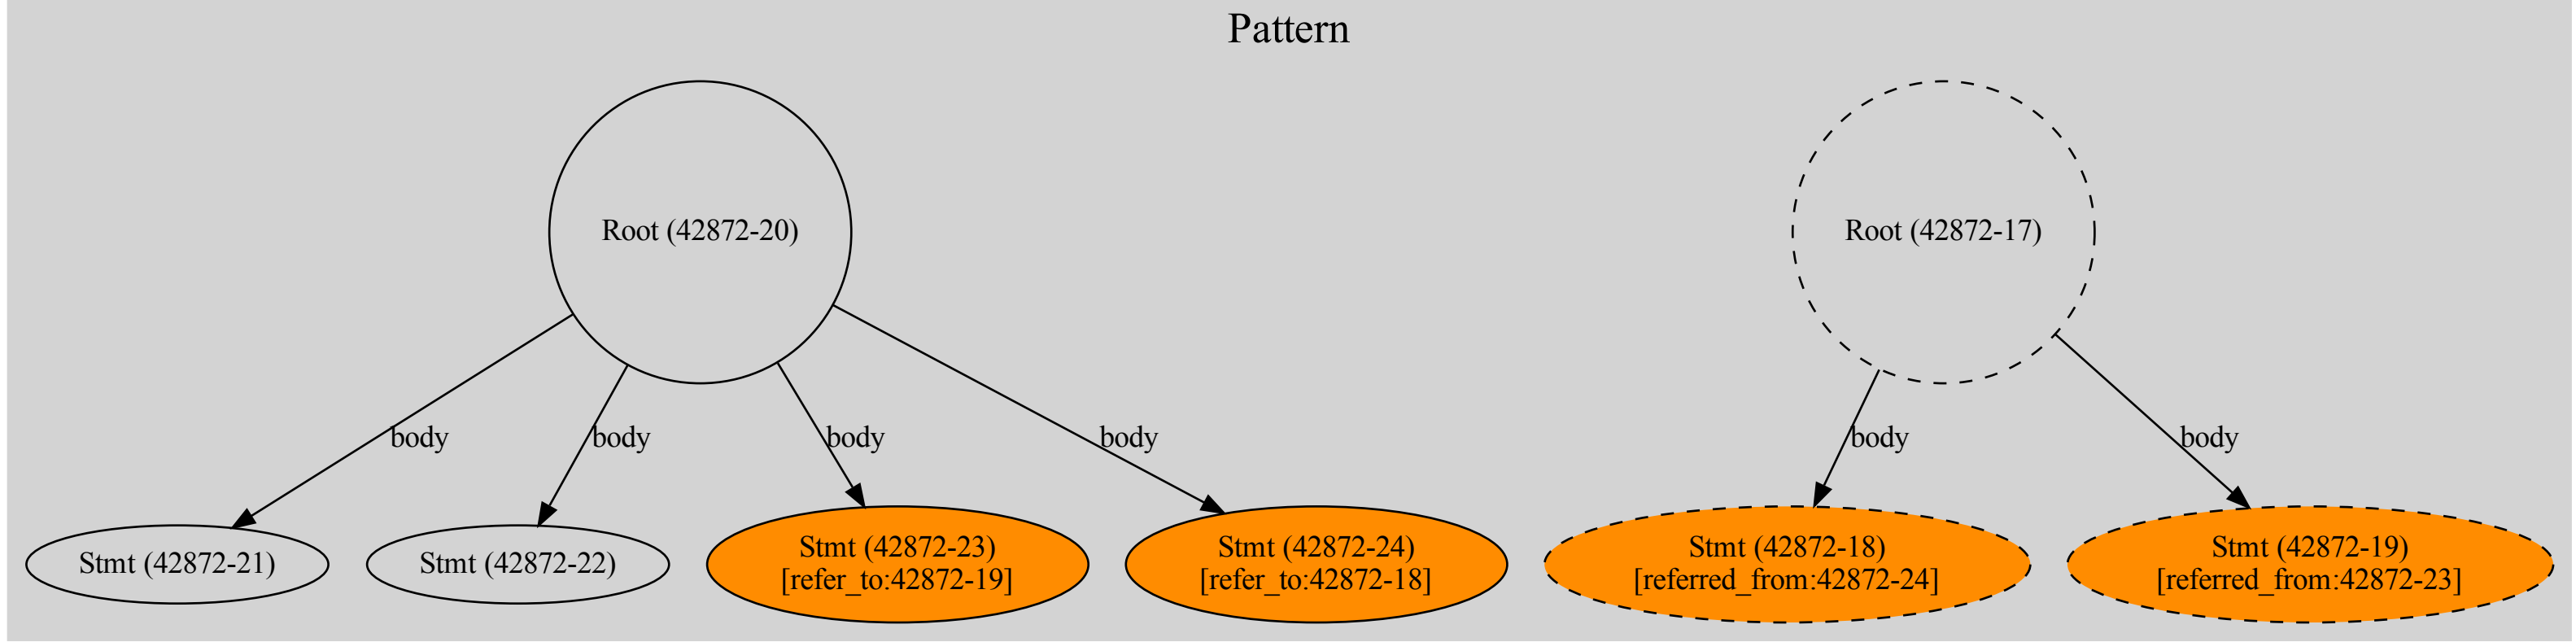 Pattern
Root (42872-20)
Root (42872-17)
body
body
body
body
body
body
Stmt (42872-21)
Stmt (42872-22)
Stmt (42872-23)
[refer_to:42872-19]
Stmt (42872-24)
[refer_to:42872-18]
Stmt (42872-18)
[referred_from:42872-24]
Stmt (42872-19)
[referred_from:42872-23]